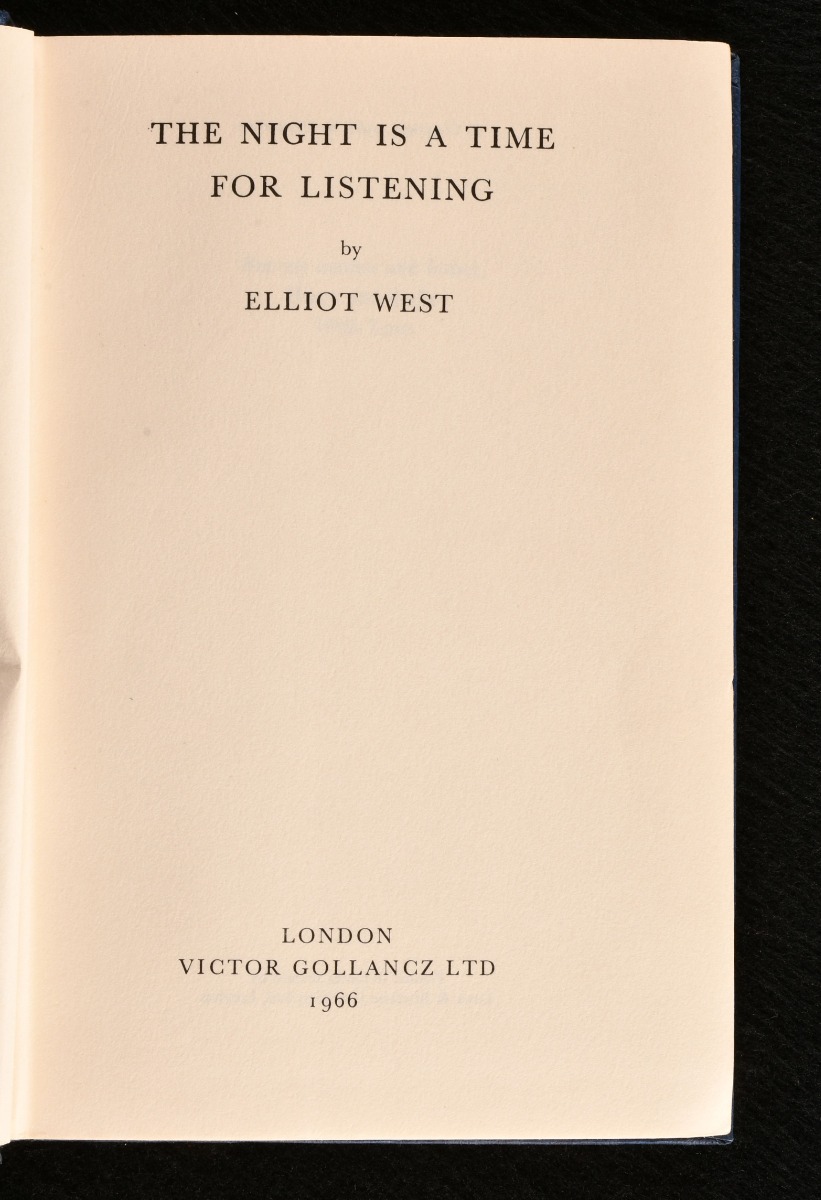 THE NIGHT IS A TIME
FOR LISTENING
by
ELLIOT WEST
LONDON
VICTOR GOLLANCZ LTD
1966